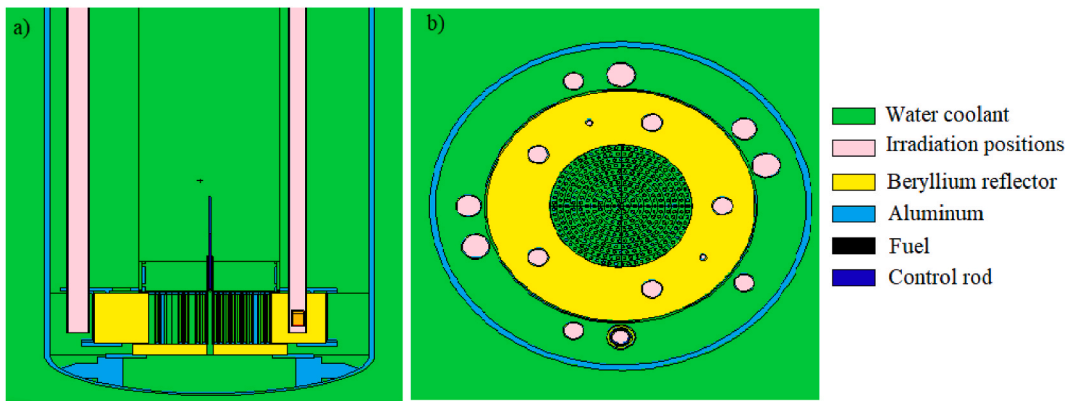 a)
b)
Water coolant
Irradiation positions
Beryllium reflector
Aluminum
Fuel
Control rod